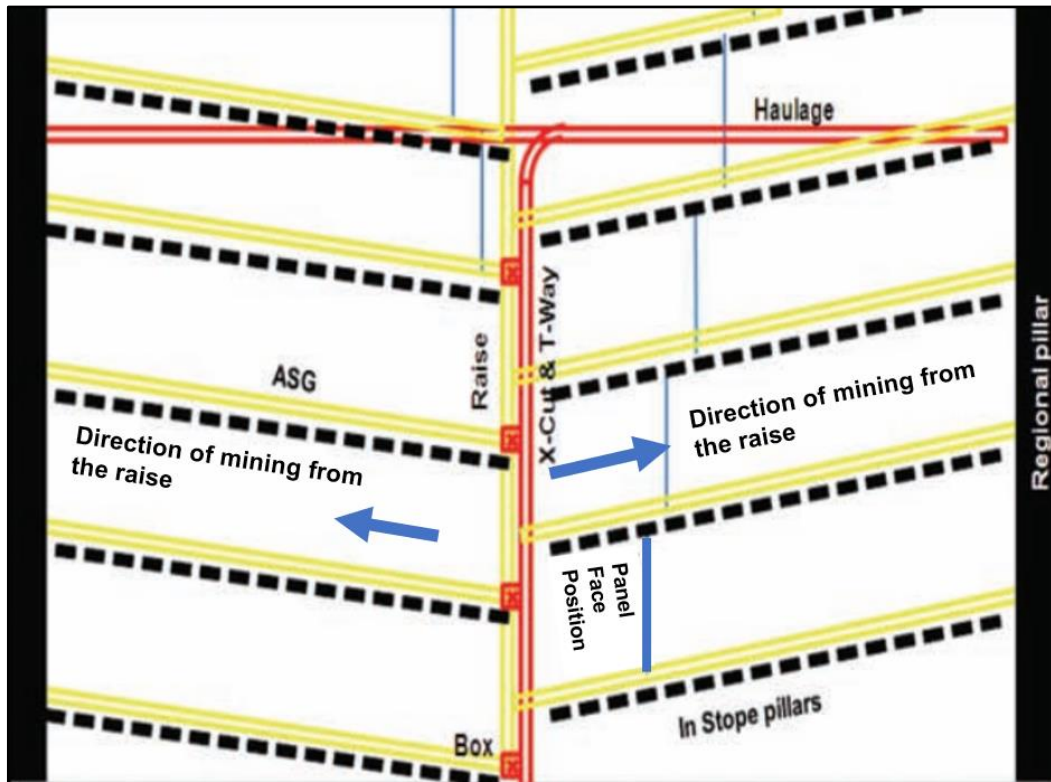 Haulage
Raise
X-Cut & T-Way
Regional pillar
ASG
Direction of mining from
the raise
Direction of mining from
the raise
Panel
Face
Position
In Stope pillars
Box